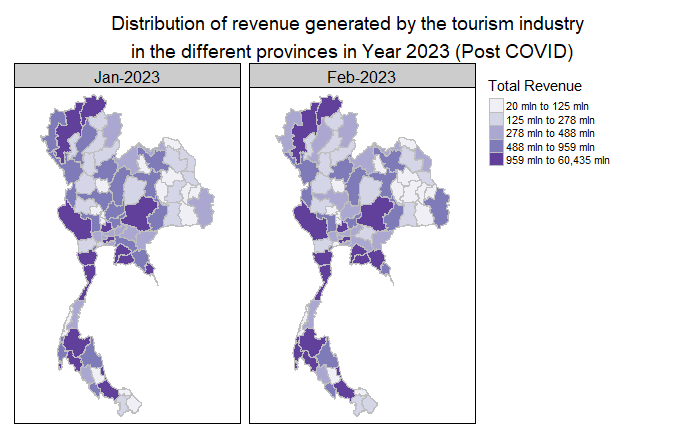 Distribution of revenue generated by the tourism industry
in the different provinces in Year 2023 (Post COVID)
Jan-2023
Feb-2023
Total Revenue
20 mln to 125 mln
125 mln to 278 mln
278 mln to 488 mln
488 mln to 959 mln
959 mln to 60,435 mln